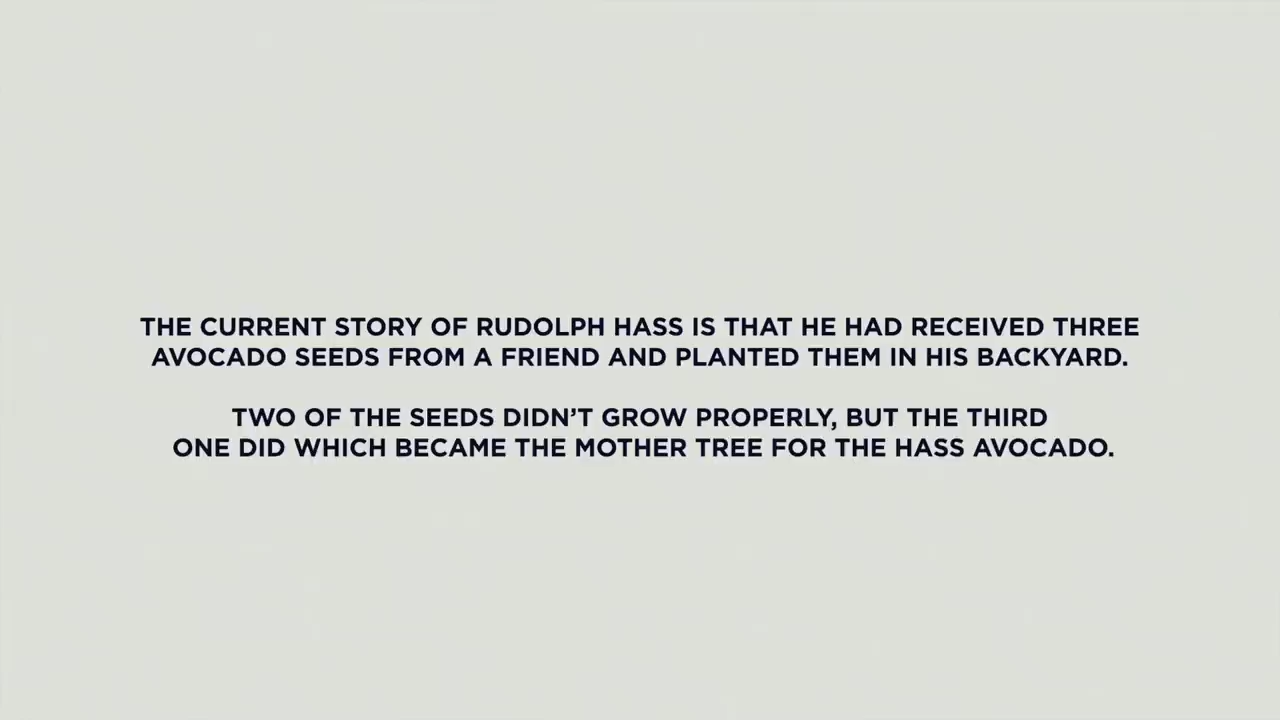 THE CURRENT STORY OF RUDOLPH HASS IS THAT HE HAD RECEIVED THREE
AVOCADO SEEDS FROM A FRIEND AND PLANTED THEM IN HIS BACKYARD.
TWO OF THE SEEDS DIDN’T GROW PROPERLY, BUT THE THIRD
ONE DID WHICH BECAME THE MOTHER TREE FOR THE HASS AVOCADO.